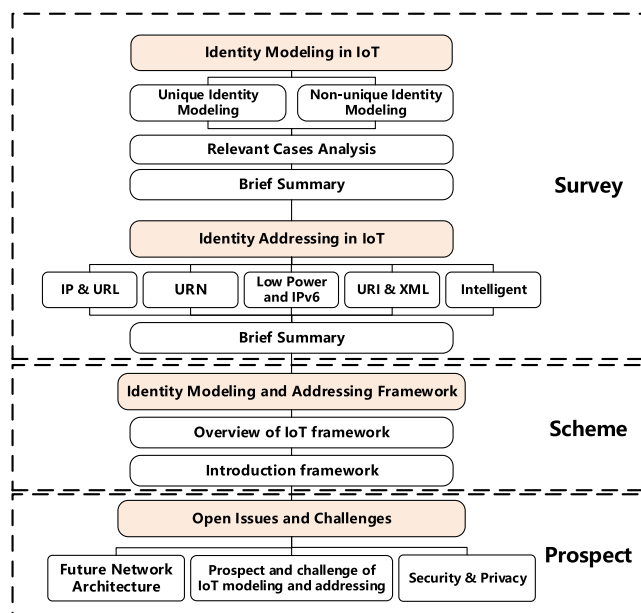 Identity Modeling in IoT
Unique Identity
Modeling
Non-unique Identity
Modeling
Relevant Cases Analysis
Brief Summary
Survey
Identity Addressing in IoT
IP & URL
URN
Low Power
and IPv6
URI & XML
Intelligent
Brief Summary
Identity Modeling and Addressing Framework
Overview of IoT framework
Scheme
Introduction framework
Open Issues and Challenges
Prospect
Future Network
Architecture
Prospect and challenge of
IoT modeling and addressing
Security & Privacy